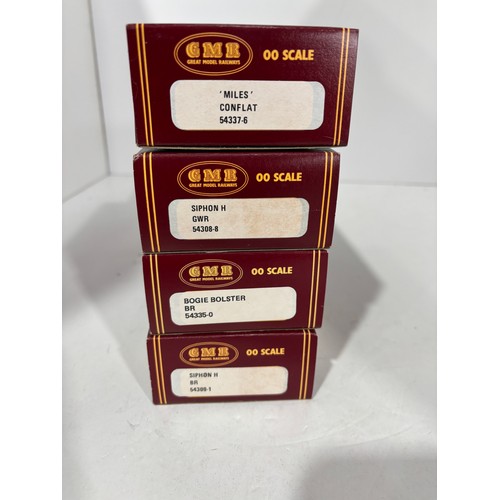 GMR
GREAT MODEL RAILWAYS
OO SCALE
'MILES'
CONFLAT
54337-6
GMR
GREAT MODEL RAILWAYS
OO SCALE
SIPHON H
GWR
54308-8
GMR
GREAT MODEL RAILWAYS
OO SCALE
BOGIE BOLSTER
BR
54335-0
GMR
GREAT MODEL RAILWAYS
OO SCALE
SIPHON H
BR